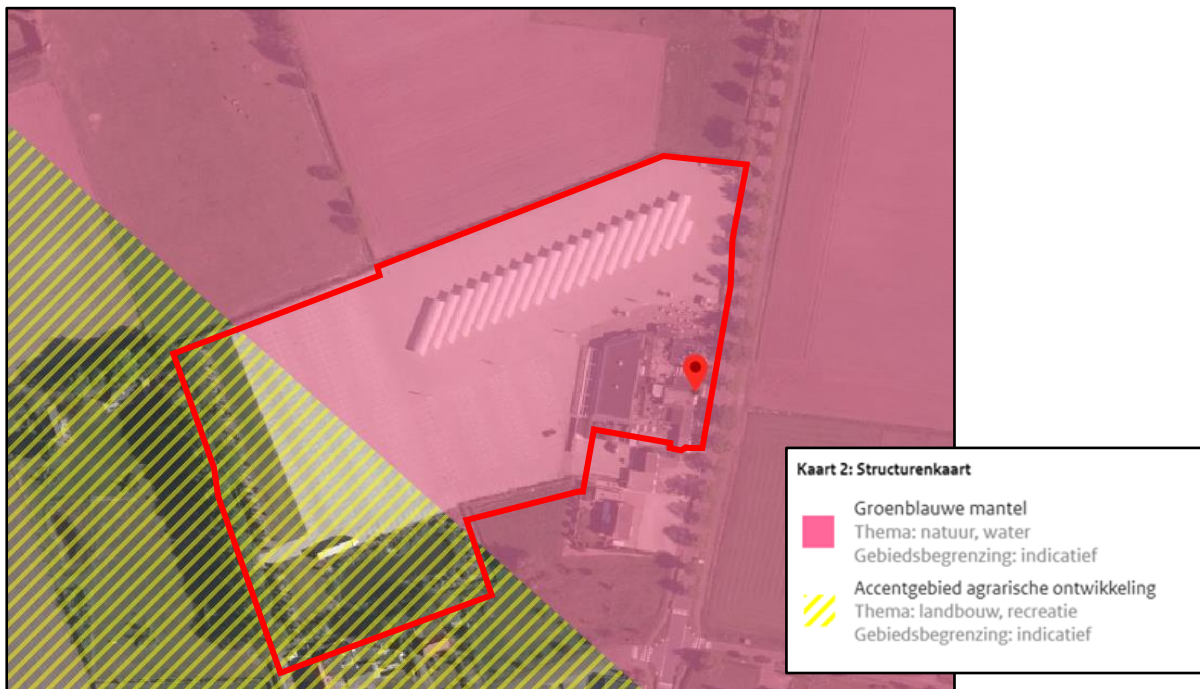 Kaart 2: Structurenkaart
Groenblauwe mantel
Thema: natuur, water
Gebiedsbegrenzing: indicatief
Accentgebied agrarische ontwikkeling
Thema: landbouw, recreatie
Gebiedsbegrenzing: indicatief